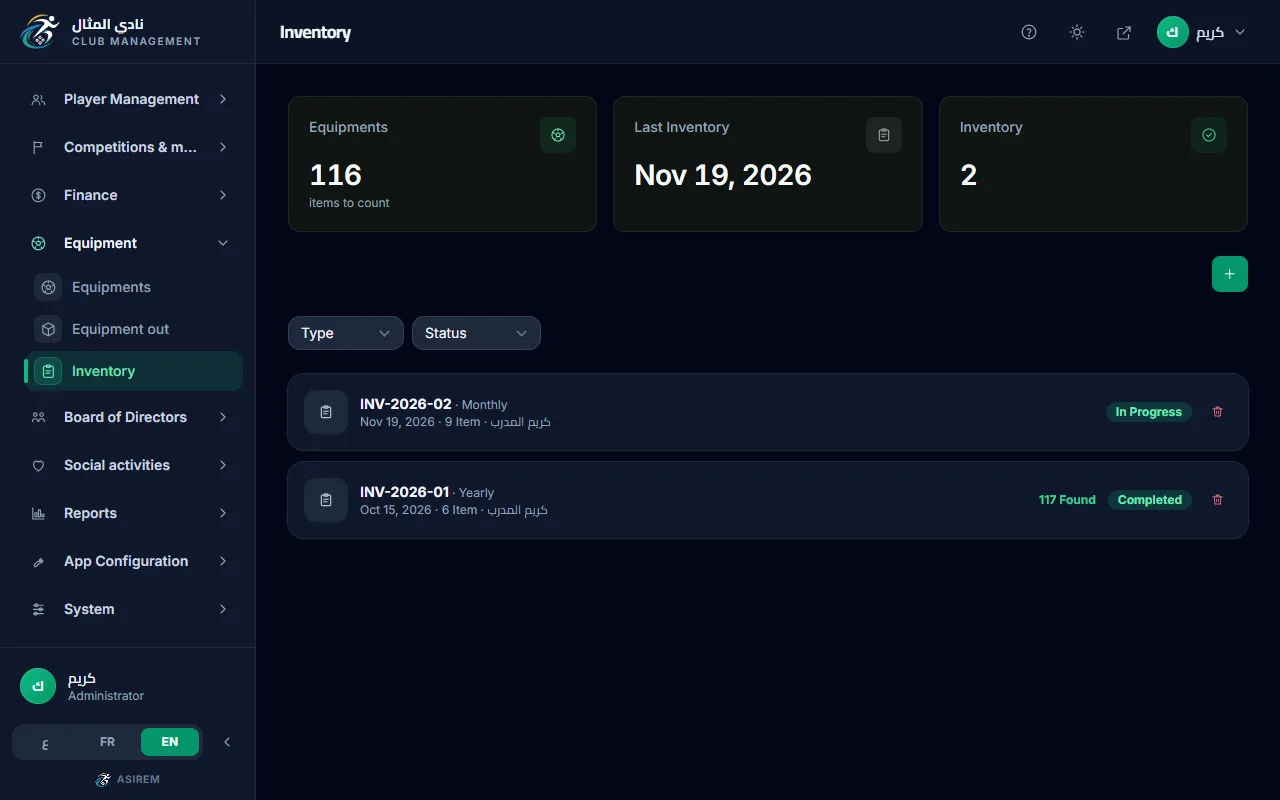 نادي المثال
CLUB MANAGEMENT
Inventory
ك
كريم
Player Management
Competitions & m...
Finance
Equipment
Equipments
Equipment out
Inventory
Board of Directors
Social activities
Reports
App Configuration
System
ك
كريم
Administrator
ع
FR
EN
ASIREM
Equipments
116
items to count
Last Inventory
Nov 19, 2026
Inventory
2
+
Type
Status
INV-2026-02 · Monthly
Nov 19, 2026 · 9 Item · كريم المدرب
In Progress
INV-2026-01 · Yearly
Oct 15, 2026 · 6 Item · كريم المدرب
117 Found
Completed